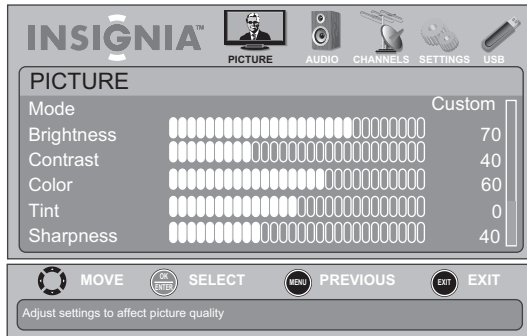 INSIGNIA™
PICTURE AUDIO CHANNELS SETTINGS USB
PICTURE
Mode Custom
Brightness 70
Contrast 40
Color 60
Tint 0
Sharpness 40
MOVE OK ENTER SELECT MENU PREVIOUS EXIT EXIT
Adjust settings to affect picture quality